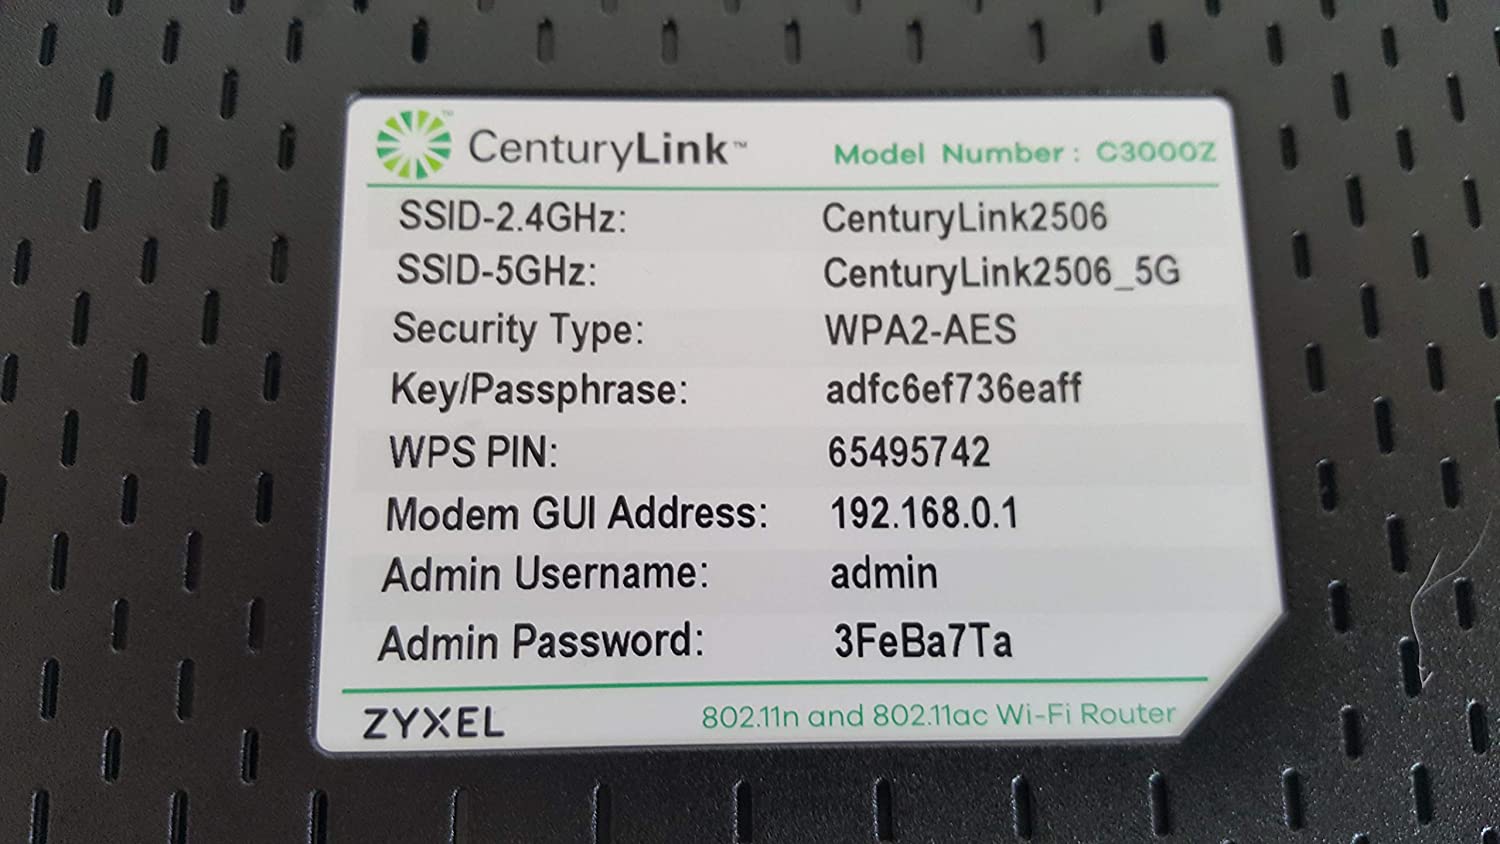 CenturyLink™ Model Number: C3000Z
SSID-2.4GHz: CenturyLink2506
SSID-5GHz: CenturyLink2506_5G
Security Type: WPA2-AES
Key/Passphrase: adfc6ef736eaff
WPS PIN: 65495742
Modem GUI Address: 192.168.0.1
Admin Username: admin
Admin Password: 3FeBa7Ta
ZYXEL 802.11n and 802.11ac Wi-Fi Router